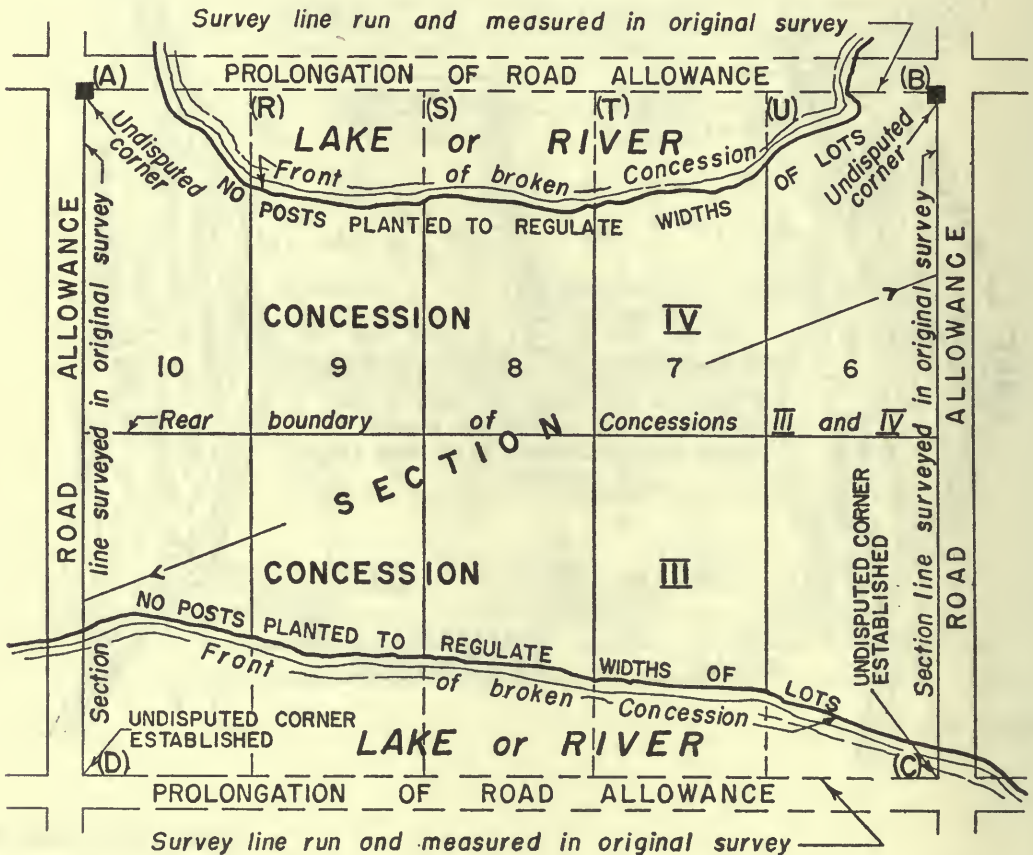 Survey line run and measured in original survey
(A)
PROLONGATION OF ROAD ALLOWANCE
(B)
(R)
(S)
(T)
(U)
LAKE or RIVER
Undisputed corner
Undisputed corner
Front of broken Concession
NO POSTS PLANTED TO REGULATE WIDTHS OF LOTS
ROAD ALLOWANCE
Section line surveyed in original survey
Section line surveyed in original survey
ROAD ALLOWANCE
CONCESSION IV
10 9 8 7 6
Rear boundary of Concessions III and IV
SECTION
CONCESSION III
UNDISPUTED CORNER
ESTABLISHED
NO POSTS PLANTED TO REGULATE WIDTHS OF LOTS
Front of broken Concession
UNDISPUTED CORNER
ESTABLISHED
LAKE or RIVER
(D)
(C)
PROLONGATION OF ROAD ALLOWANCE
Survey line run and measured in original survey